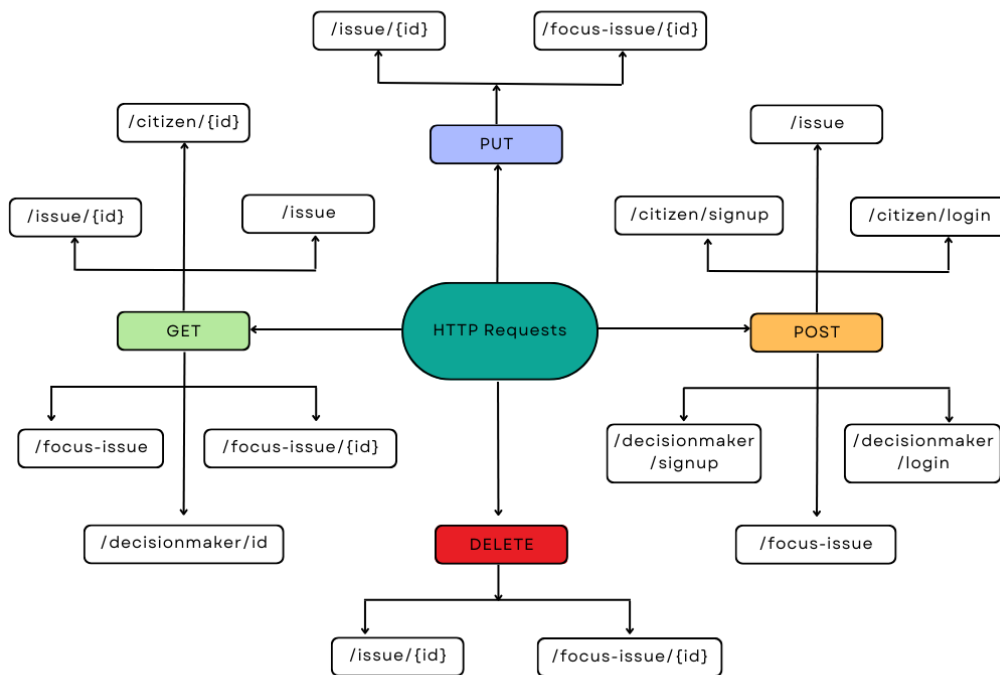 /issue/{id}
/focus-issue/{id}
/citizen/{id}
/issue
PUT
/issue/{id}
/issue
/citizen/signup
/citizen/login
GET
HTTP Requests
POST
/focus-issue
/focus-issue/{id}
/decisionmaker
/signup
/decisionmaker
/login
/decisionmaker/id
DELETE
/focus-issue
/issue/{id}
/focus-issue/{id}